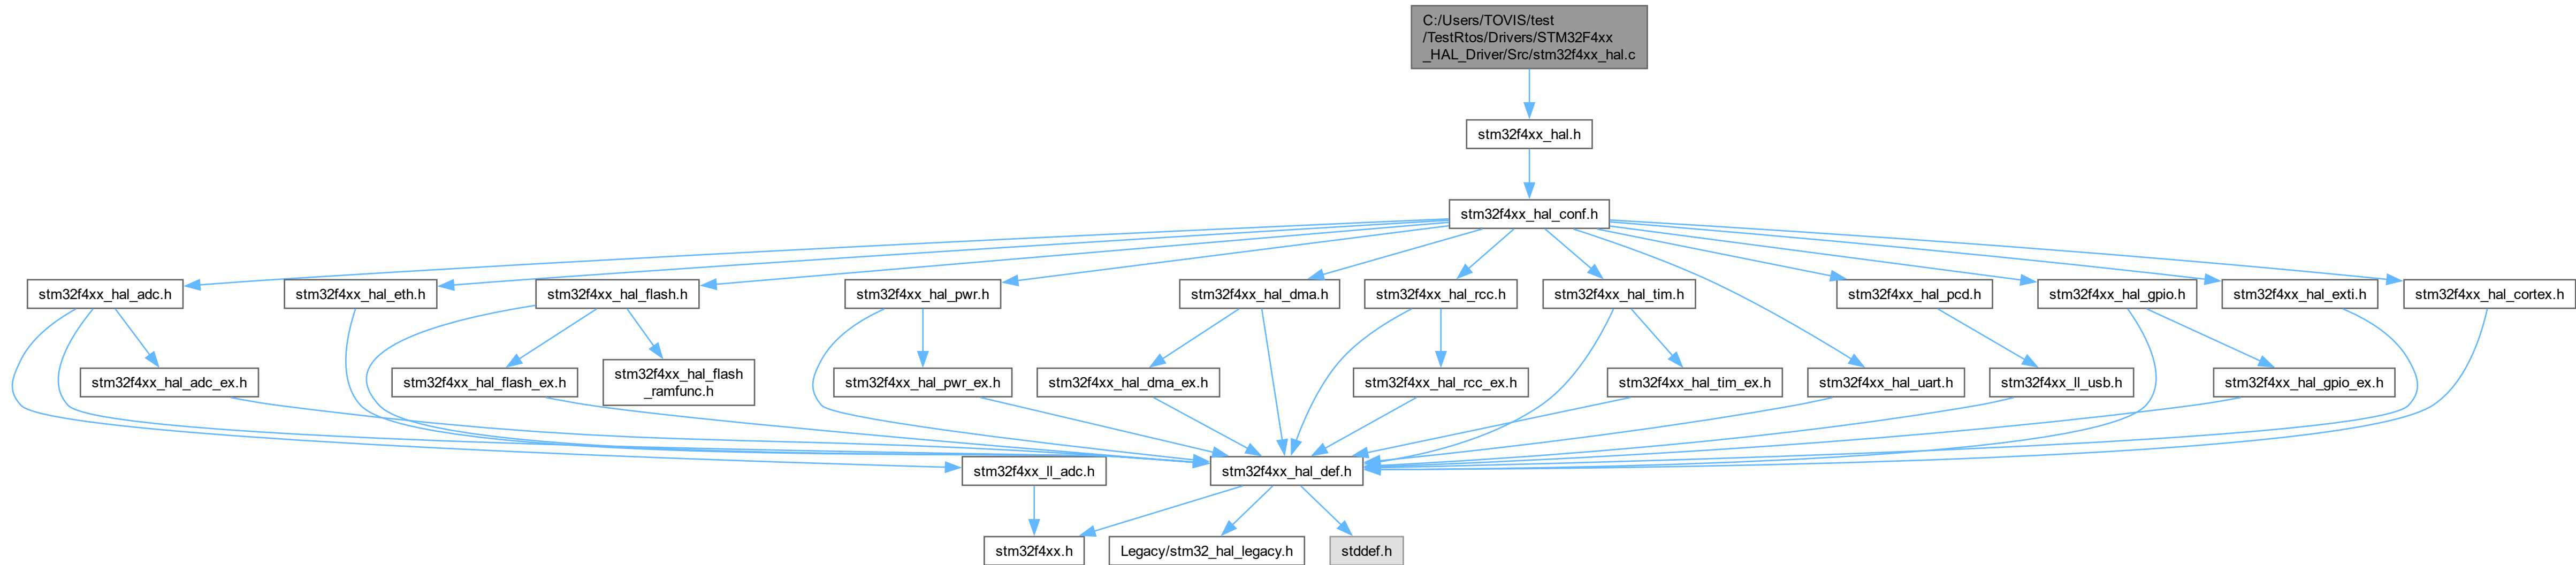 C:/Users/TOVIS/test
/TestRtos/Drivers/STM32F4xx
_HAL_Driver/Src/stm32f4xx_hal.c
stm32f4xx_hal.h
stm32f4xx_hal_conf.h
stm32f4xx_hal_adc.h
stm32f4xx_hal_eth.h
stm32f4xx_hal_flash.h
stm32f4xx_hal_pwr.h
stm32f4xx_hal_dma.h
stm32f4xx_hal_rcc.h
stm32f4xx_hal_tim.h
stm32f4xx_hal_pcd.h
stm32f4xx_hal_gpio.h
stm32f4xx_hal_exti.h
stm32f4xx_hal_cortex.h
stm32f4xx_hal_adc_ex.h
stm32f4xx_hal_flash_ex.h
stm32f4xx_hal_flash
_ramfunc.h
stm32f4xx_hal_pwr_ex.h
stm32f4xx_hal_dma_ex.h
stm32f4xx_hal_rcc_ex.h
stm32f4xx_hal_tim_ex.h
stm32f4xx_hal_uart.h
stm32f4xx_ll_usb.h
stm32f4xx_hal_gpio_ex.h
stm32f4xx_ll_adc.h
stm32f4xx_hal_def.h
stm32f4xx.h
Legacy/stm32_hal_legacy.h
stddef.h